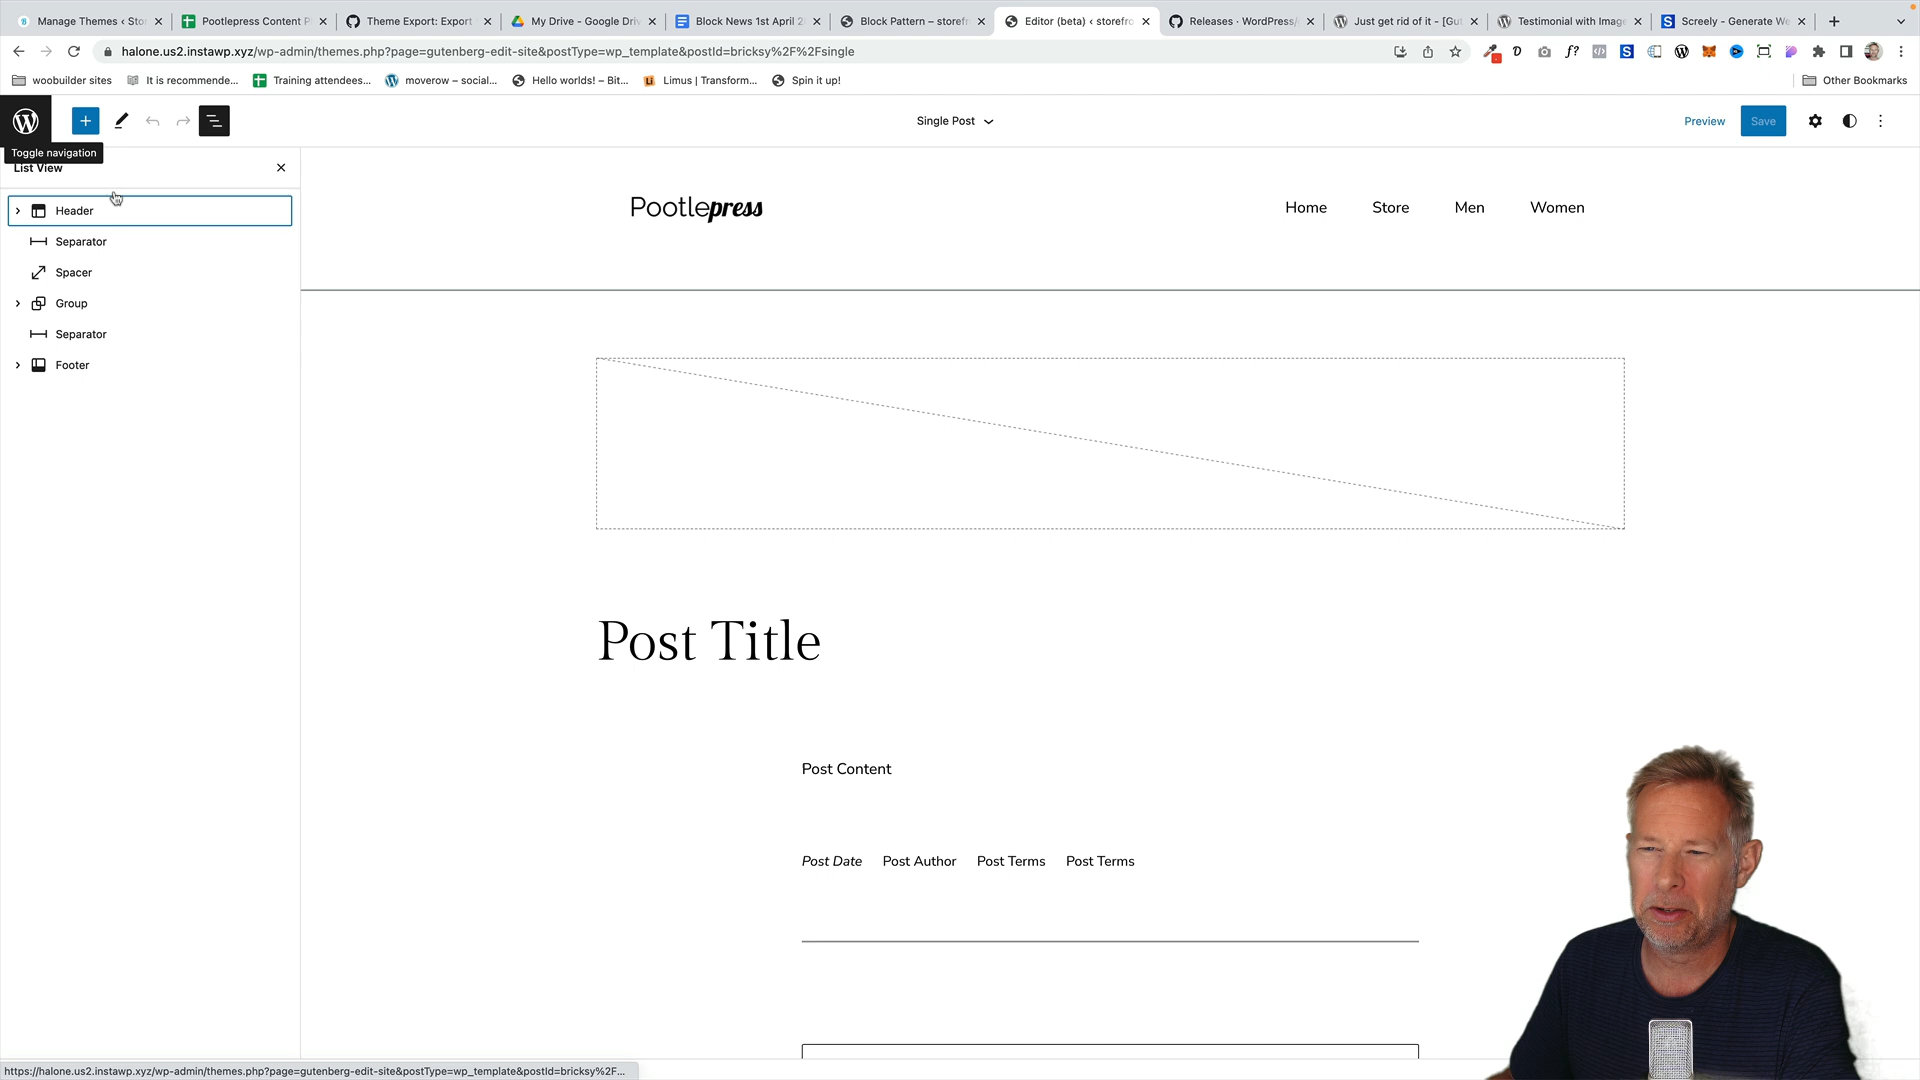 Manage Themes ‹ Sto
Pootlepress Content P
Theme Export: Export
My Drive - Google Dri
Block News 1st April 2
Block Pattern – storefr
Editor (beta) ‹ storefro
Releases · WordPress/
Just get rid of it - [Gut
Testimonial with Image
Screely - Generate We
halone.us2.instawp.xyz/wp-admin/themes.php?page=gutenberg-edit-site&postType=wp_template&postId=bricksy%2F%2Fsingle
woobuilder sites
It is recommende...
Training attendees...
moverow – social...
Hello worlds! – Bit...
Limus | Transform...
Spin it up!
Other Bookmarks
Single Post
Preview
Save
Toggle navigation
List View
Header
Separator
Spacer
Group
Separator
Footer
Pootlepress
Home
Store
Men
Women
Post Title
Post Content
Post Date
Post Author
Post Terms
Post Terms
https://halone.us2.instawp.xyz/wp-admin/themes.php?page=gutenberg-edit-site&postType=wp_template&postId=bricksy%2F...